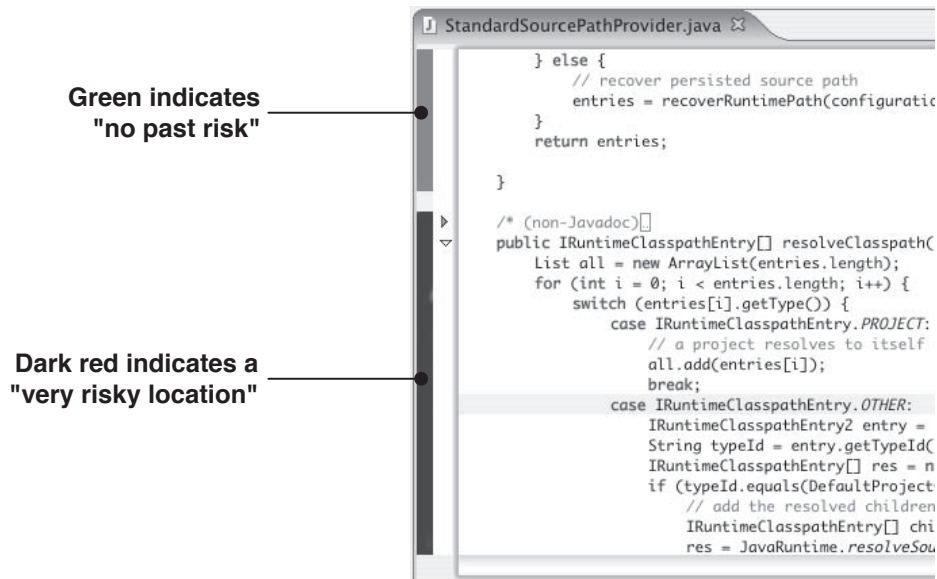 StandardSourcePathProvider.java
} else {
// recover persisted source path
entries = recoverRuntimePath(configuratio
}
return entries;
}
/* (non-Javadoc)
public IRuntimeClasspathEntry[] resolveClasspath(
List all = new ArrayList(entries.length);
for (int i = 0; i < entries.length; i++) {
switch (entries[i].getType()) {
case IRuntimeClasspathEntry.PROJECT:
// a project resolves to itself
all.add(entries[i]);
break;
case IRuntimeClasspathEntry.OTHER:
IRuntimeClasspathEntry2 entry =
String typeId = entry.getTypeId(
IRuntimeClasspathEntry[] res = n
if (typeId.equals(DefaultProject
// add the resolved children
IRuntimeClasspathEntry[] chi
res = JavaRuntime.resolveSou
Green indicates
"no past risk"
Dark red indicates a
"very risky location"